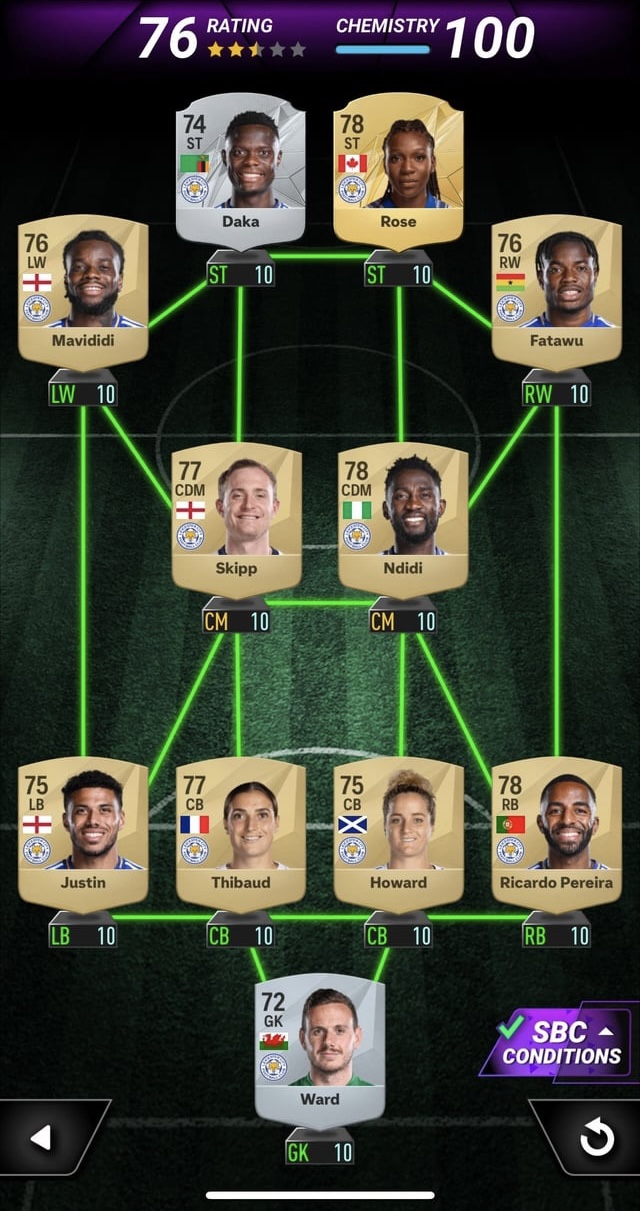 76 RATING CHEMISTRY 100
74 ST Daka
78 ST Rose
ST 10 ST 10
76 LW Mavididi
76 RW Fatawu
LW 10 RW 10
77 CDM Skipp
78 CDM Ndidi
CM 10 CM 10
75 LB Justin
77 CB Thibaud
75 CB Howard
78 RB Ricardo Pereira
LB 10 CB 10 CB 10 RB 10
72 GK Ward
GK 10
SBC
CONDITIONS